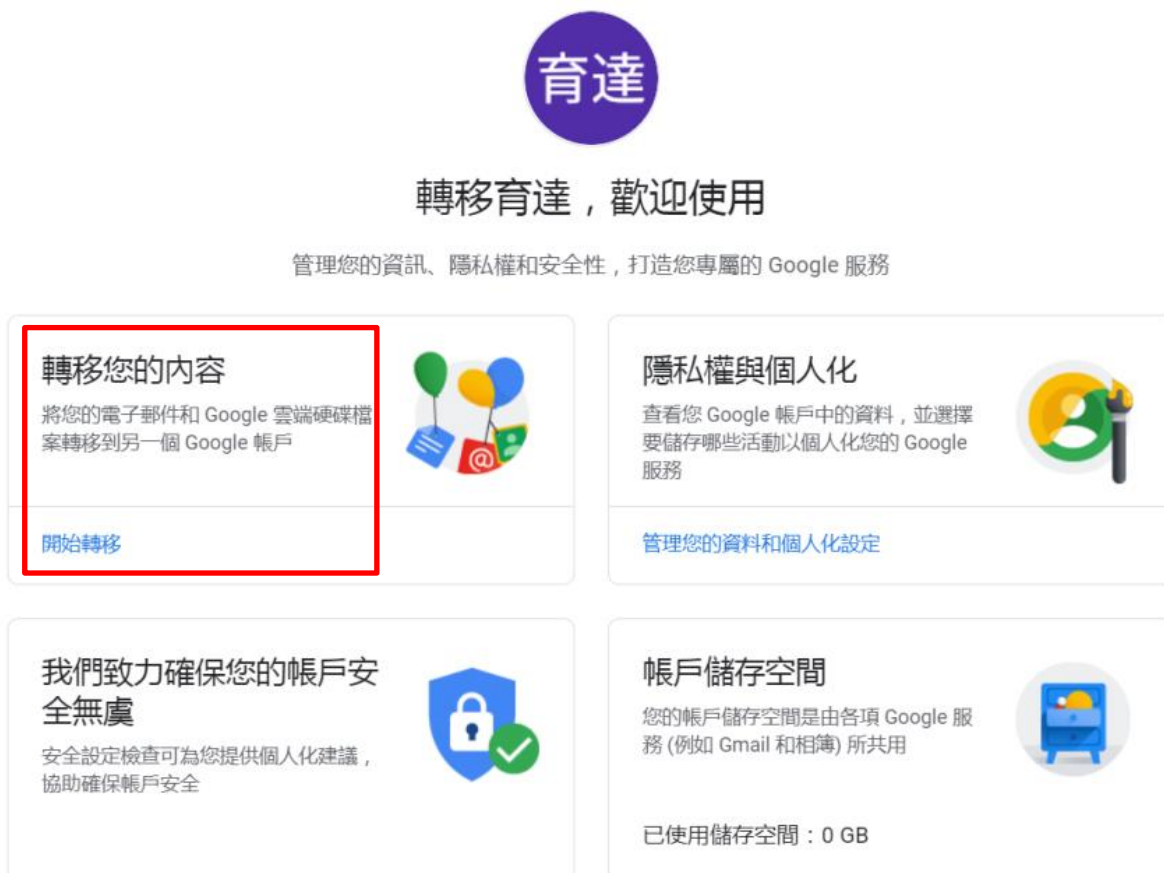 育達
轉移育達，歡迎使用
管理您的資訊、隱私權和安全性，打造您專屬的 Google 服務
轉移您的內容
將您的電子郵件和 Google 雲端硬碟檔
案轉移到另一個 Google 帳戶
開始轉移
隱私權與個人化
查看您 Google 帳戶中的資料，並選擇
要儲存哪些活動以個人化您的 Google
服務
管理您的資料和個人化設定
我們致力確保您的帳戶安
全無虞
安全設定檢查可為您提供個人化建議，
協助確保帳戶安全
帳戶儲存空間
您的帳戶儲存空間是由各項 Google 服
務 (例如 Gmail 和相簿) 所共用
已使用儲存空間：0 GB